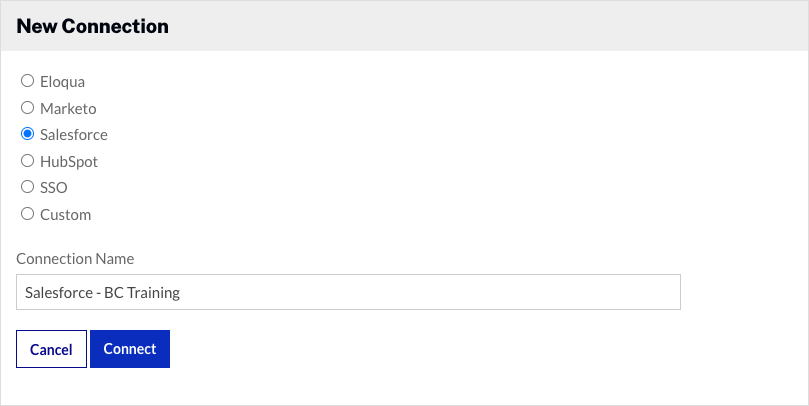 New Connection
Eloqua
Marketo
Salesforce
HubSpot
SSO
Custom
Connection Name
Salesforce - BC Training
Cancel Connect